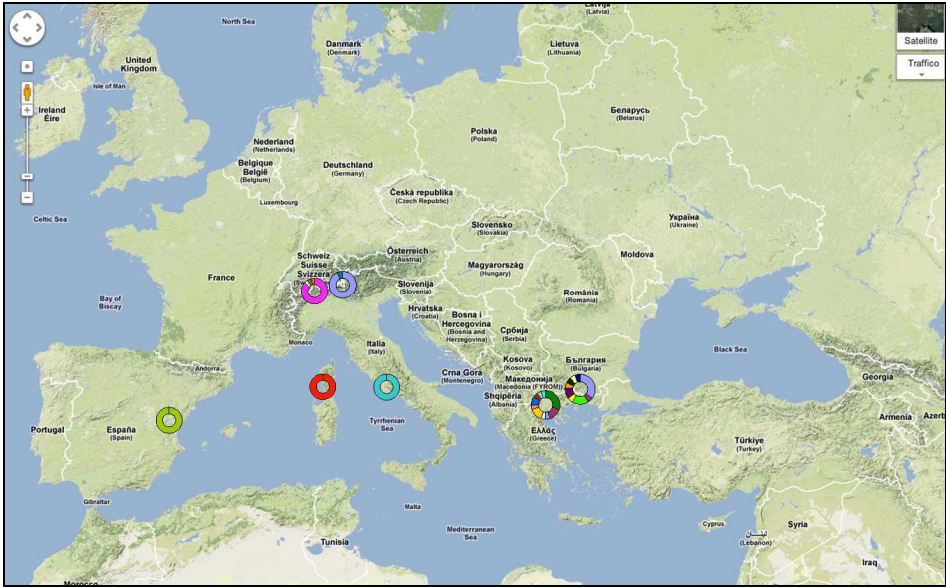 Latvija
(Latvia)
North Sea
Danmark
(Denmark)
Lietuva
(Lithuania)
Satellite
United
Kingdom
Traffico
Isle of Man
Ireland
Éire
Беларусь
(Belarus)
Polska
(Poland)
Nederland
(Netherlands)
Belgique
België
(Belgium)
Deutschland
(Germany)
Luxembourg
Česká republika
(Czech Republic)
Celtic Sea
Slovensko
(Slovakia)
Україна
(Ukraine)
Schweiz
Suisse
Svizzera
Österreich
(Austria)
Magyarország
(Hungary)
Moldova
France
Slovenija
(Slovenia)
România
(Romania)
Bay of
Biscay
Hrvatska
(Croatia)
Bosna i
Hercegovina
(Bosnia and
Herzegovina)
Србија
(Serbia)
Monaco
Italia
(Italy)
Black Sea
Andorra
Kosova
(Kosovo)
България
(Bulgaria)
Crna Gora
(Montenegro)
Македонија
(Macedonia (FYROM))
Georgia
Shqipëria
(Albania)
Portugal
España
(Spain)
Tyrrhenian
Sea
Ελλάς
(Greece)
Armenia
Azerb
Türkiye
(Turkey)
Gibraltar
Malta
Mediterranean
Sea
Cyprus
Syria
لبنان
(Lebanon)
Tunisia
Iraq
Morocco